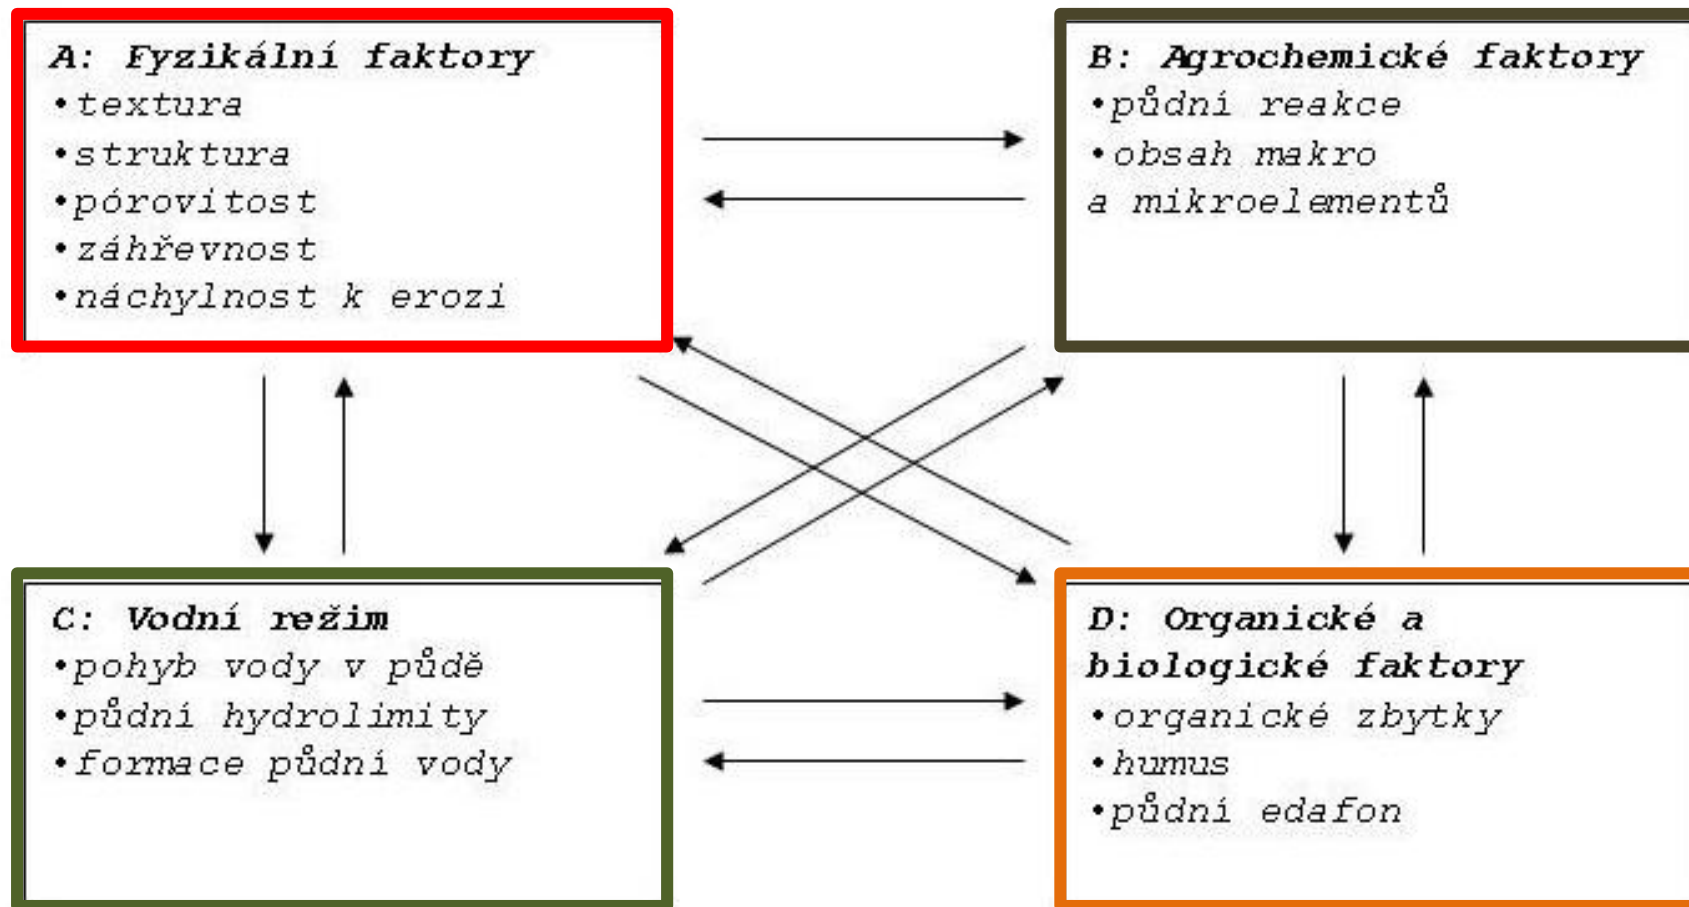 A: Fyzikální faktory
•textura
•struktura
•pórovitost
•záhřevnost
•náchylnost k erozi
B: Agrochemické faktory
•půdní reakce
•obsah makro
a mikroelementů
C: Vodní režim
•pohyb vody v půdě
•půdní hydrolimity
•formace půdní vody
D: Organické a
biologické faktory
•organické zbytky
•humus
•půdní edafon